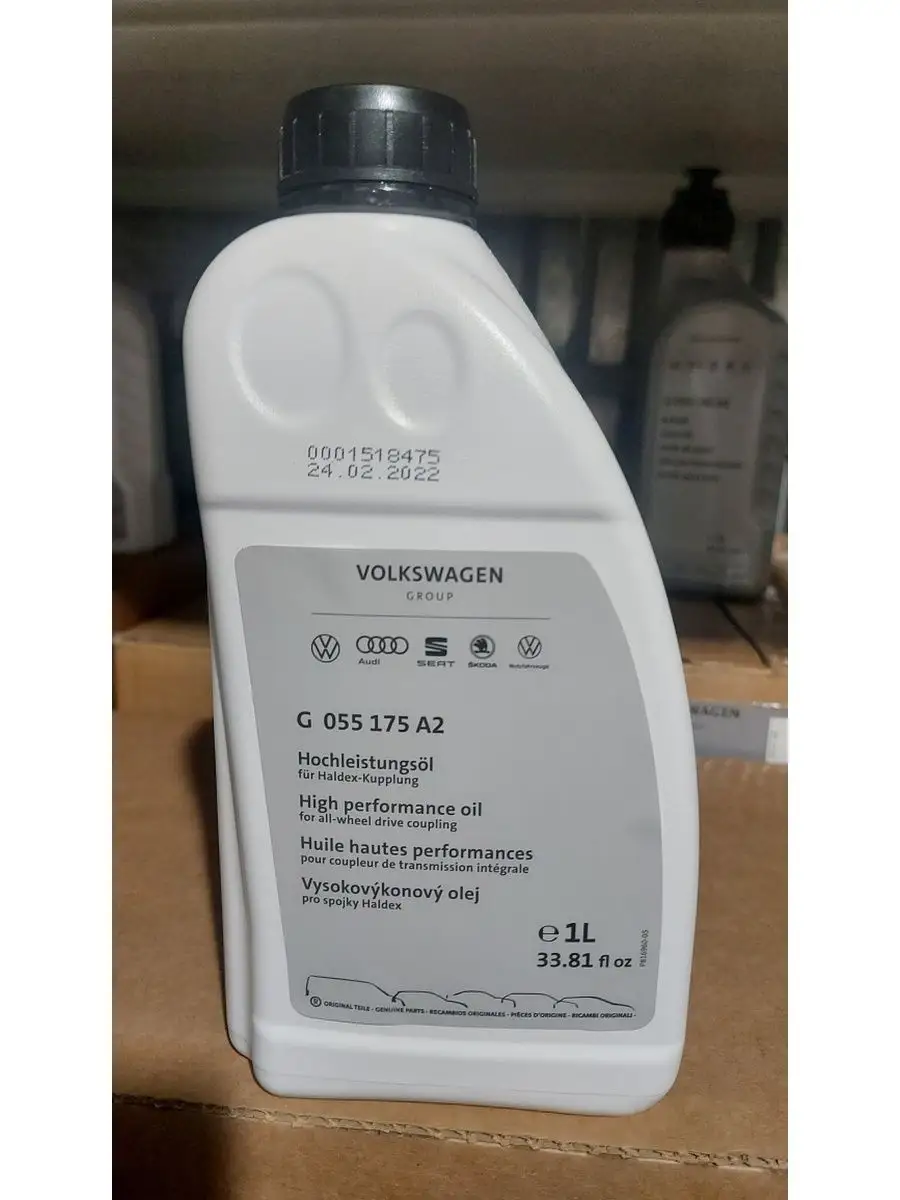 0001518475
24.02.2022
VOLKSWAGEN
GROUP
Audi
SEAT
ŠKODA
Nutzfahrzeuge
G 055 175 A2
Hochleistungsöl
für Haldex-Kupplung
High performance oil
for all-wheel drive coupling
Huile hautes performances
pour coupleur de transmission intégrale
Vysokovýkonový olej
pro spojky Haldex
℮ 1L
33.81 fl oz
® ORIGINAL TEILE - GENUINE PARTS - RECAMBIOS ORIGINALES - PIÈCES D'ORIGINE - RICAMBI ORIGINALI -